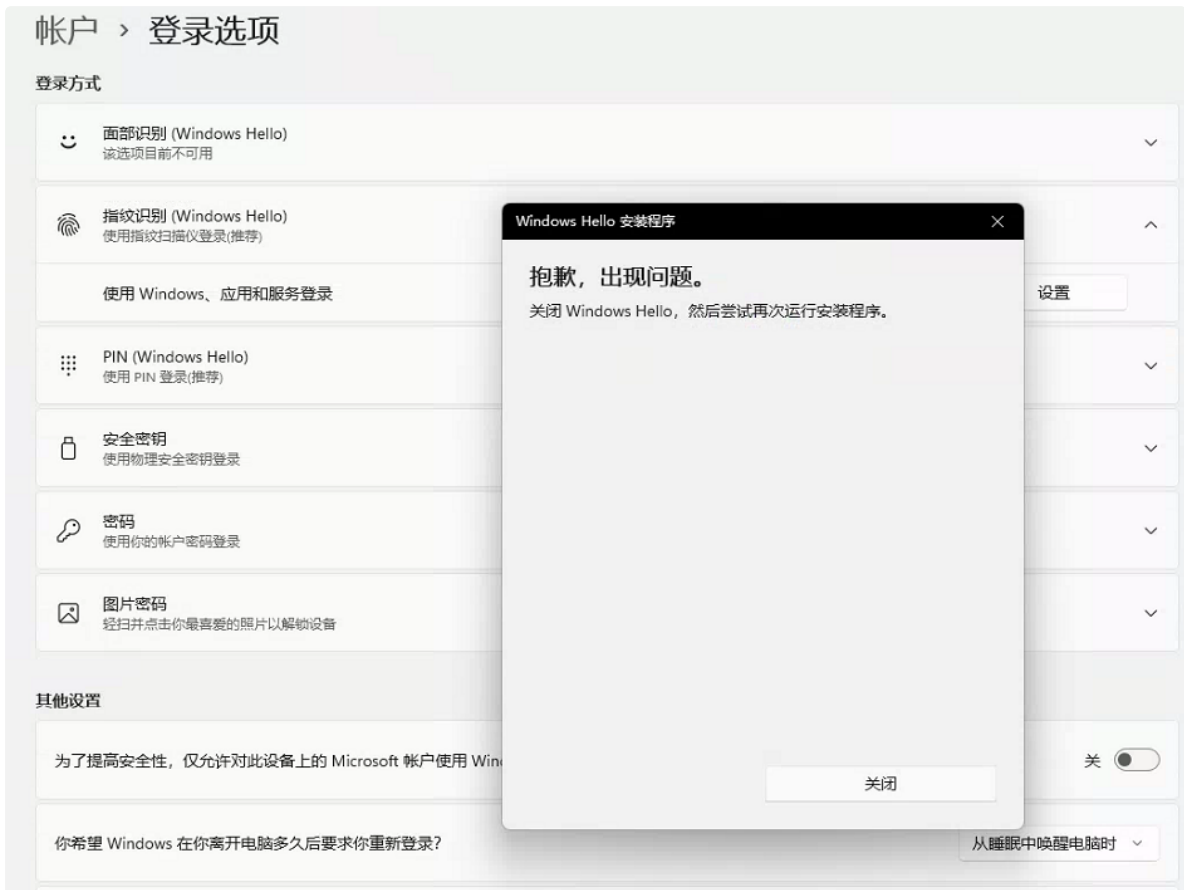 帐户 › 登录选项
登录方式
面部识别 (Windows Hello)
该选项目前不可用
指纹识别 (Windows Hello)
使用指纹扫描仪登录(推荐)
使用 Windows、应用和服务登录
设置
PIN (Windows Hello)
使用 PIN 登录(推荐)
安全密钥
使用物理安全密钥登录
密码
使用你的帐户密码登录
图片密码
轻扫并点击你最喜爱的照片以解锁设备
其他设置
为了提高安全性，仅允许对此设备上的 Microsoft 帐户使用 Win
关
你希望 Windows 在你离开电脑多久后要求你重新登录?
从睡眠中唤醒电脑时
Windows Hello 安装程序
抱歉，出现问题。
关闭 Windows Hello，然后尝试再次运行安装程序。
关闭